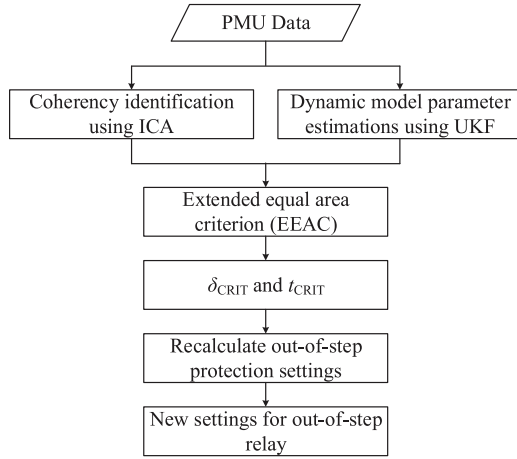 PMU Data
Coherency identification
using ICA
Dynamic model parameter
estimations using UKF
Extended equal area
criterion (EEAC)
δCRIT and tCRIT
Recalculate out-of-step
protection settings
New settings for out-of-step
relay